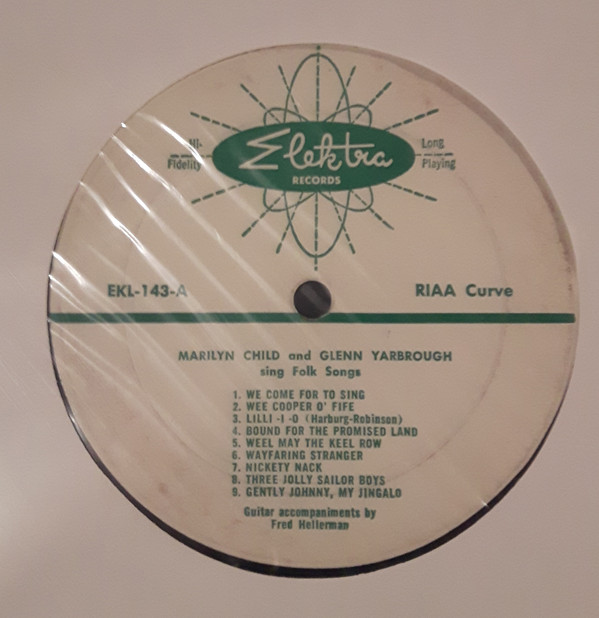 Elektra
RECORDS
Hi-
Fidelity
Long
Playing
EKL-143-A
RIAA Curve
MARILYN CHILD and GLENN YARBROUGH
sing Folk Songs
1. WE COME FOR TO SING
2. WEE COOPER O' FIFE
3. LILLI -I -O (Harburg-Robinson)
4. BOUND FOR THE PROMISED LAND
5. WEEL MAY THE KEEL ROW
6. WAYFARING STRANGER
7. NICKETY NACK
8. THREE JOLLY SAILOR BOYS
9. GENTLY JOHNNY, MY JINGALO
Guitar accompaniments by
Fred Hellerman